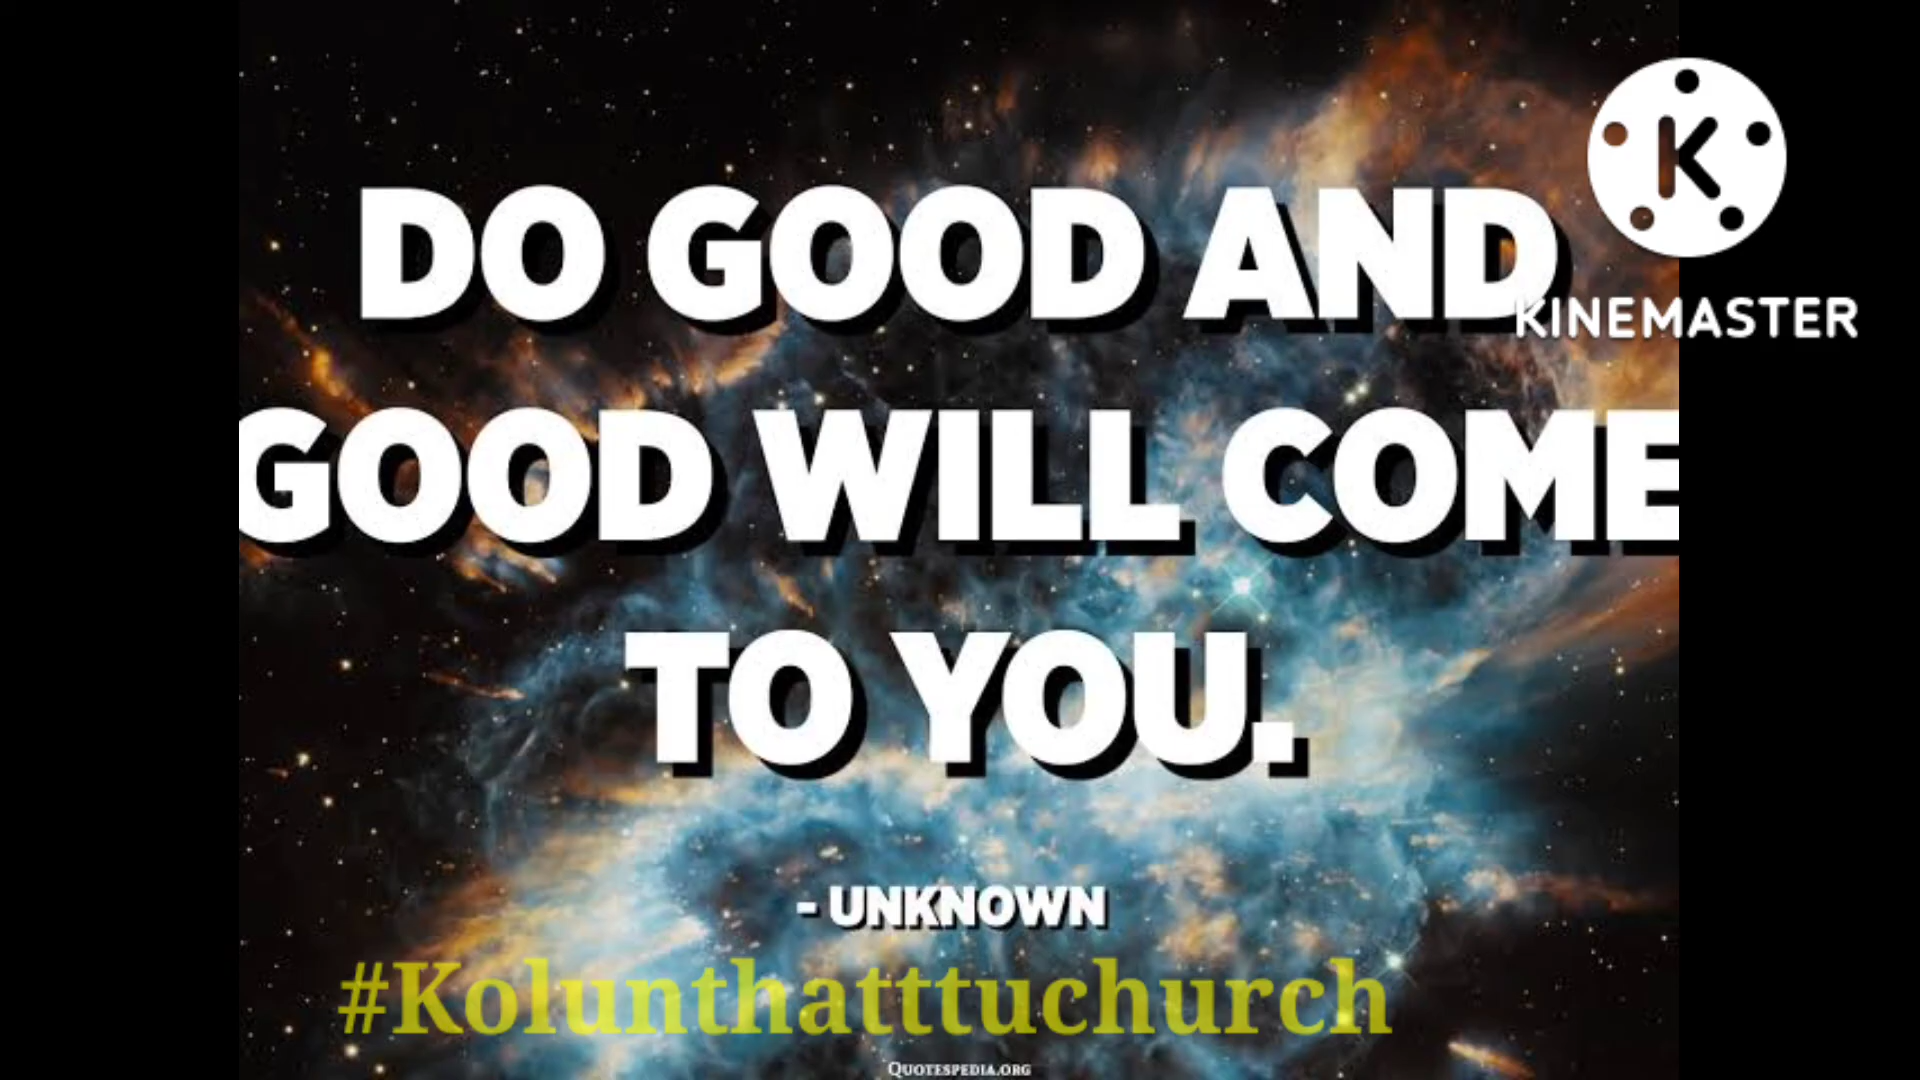 DO GOOD AND
GOOD WILL COME
TO YOU.
- UNKNOWN
#Kolunthatttuchurch
QUOTESPEDIA.ORG
K
KINEMASTER